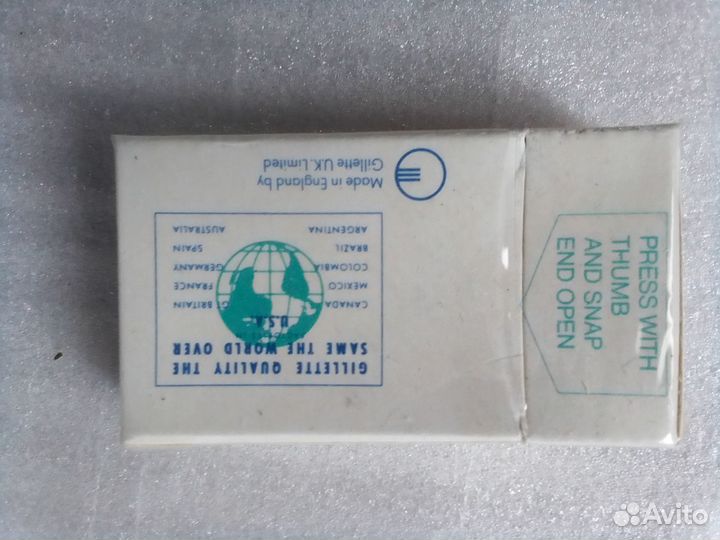 GILLETTE QUALITY THE
SAME THE WORLD OVER
U.S.A.
CANADA GT. BRITAIN
MEXICO FRANCE
COLOMBIA GERMANY
BRAZIL SPAIN
ARGENTINA AUSTRALIA
Made in England by
Gillette U.K. Limited
PRESS WITH
THUMB
AND SNAP
END OPEN
Avito